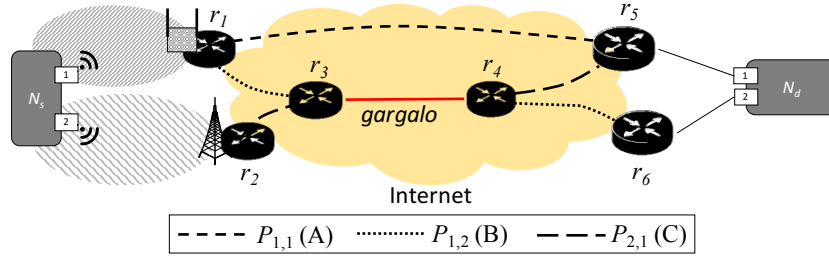 r1
r5
r3
r4
1
Ns
2
1
2
Nd
gargalo
r2
r6
Internet
P1,1 (A)   P1,2 (B)   P2,1 (C)